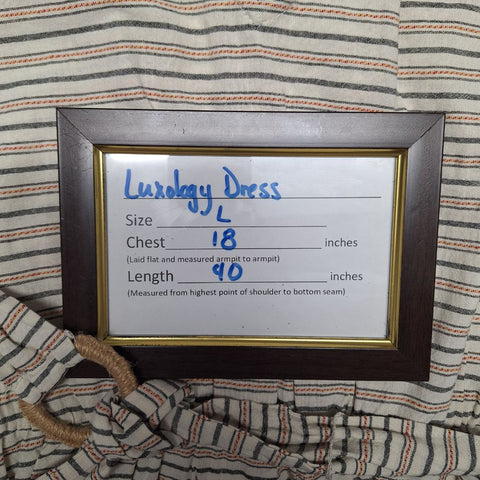 Luxology Dress
Size L
Chest 18 inches
(Laid flat and measured armpit to armpit)
Length 40 inches
(Measured from highest point of shoulder to bottom seam)